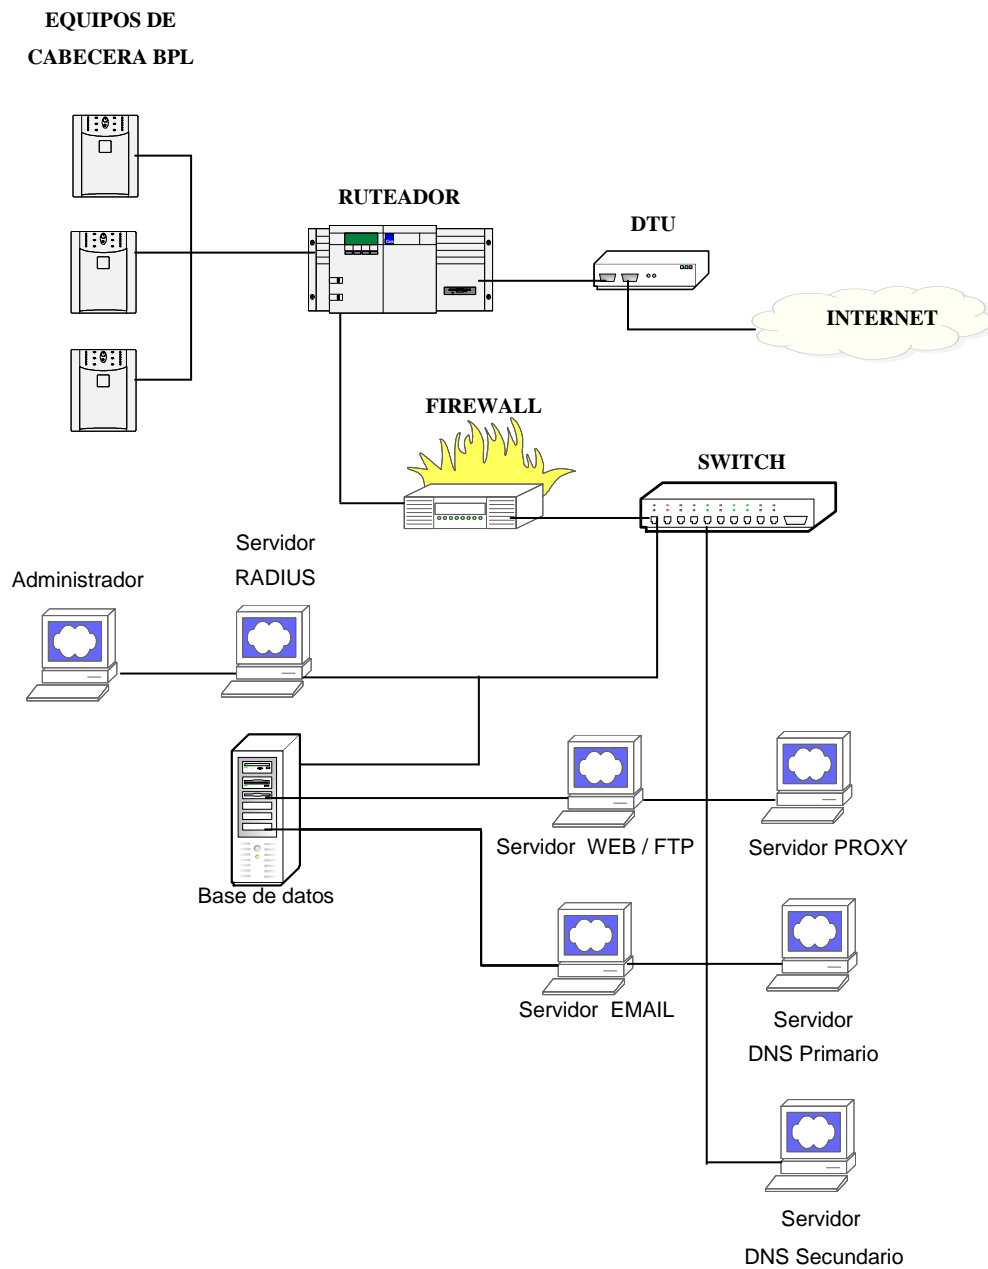 EQUIPOS DE
CABECERA BPL
RUTEADOR
DTU
INTERNET
FIREWALL
SWITCH
Servidor
RADIUS
Administrador
Servidor WEB / FTP
Servidor PROXY
Base de datos
Servidor EMAIL
Servidor
DNS Primario
Servidor
DNS Secundario